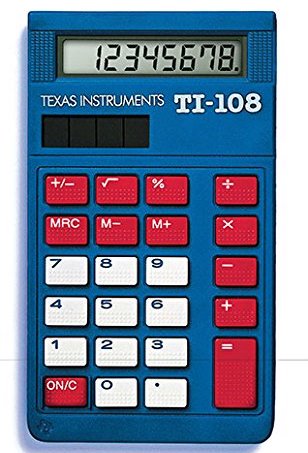 12345678.
TEXAS INSTRUMENTS TI-108
+/− √ % ÷
MRC M− M+ ×
7 8 9 −
4 5 6 +
1 2 3 =
ON/C 0 ·